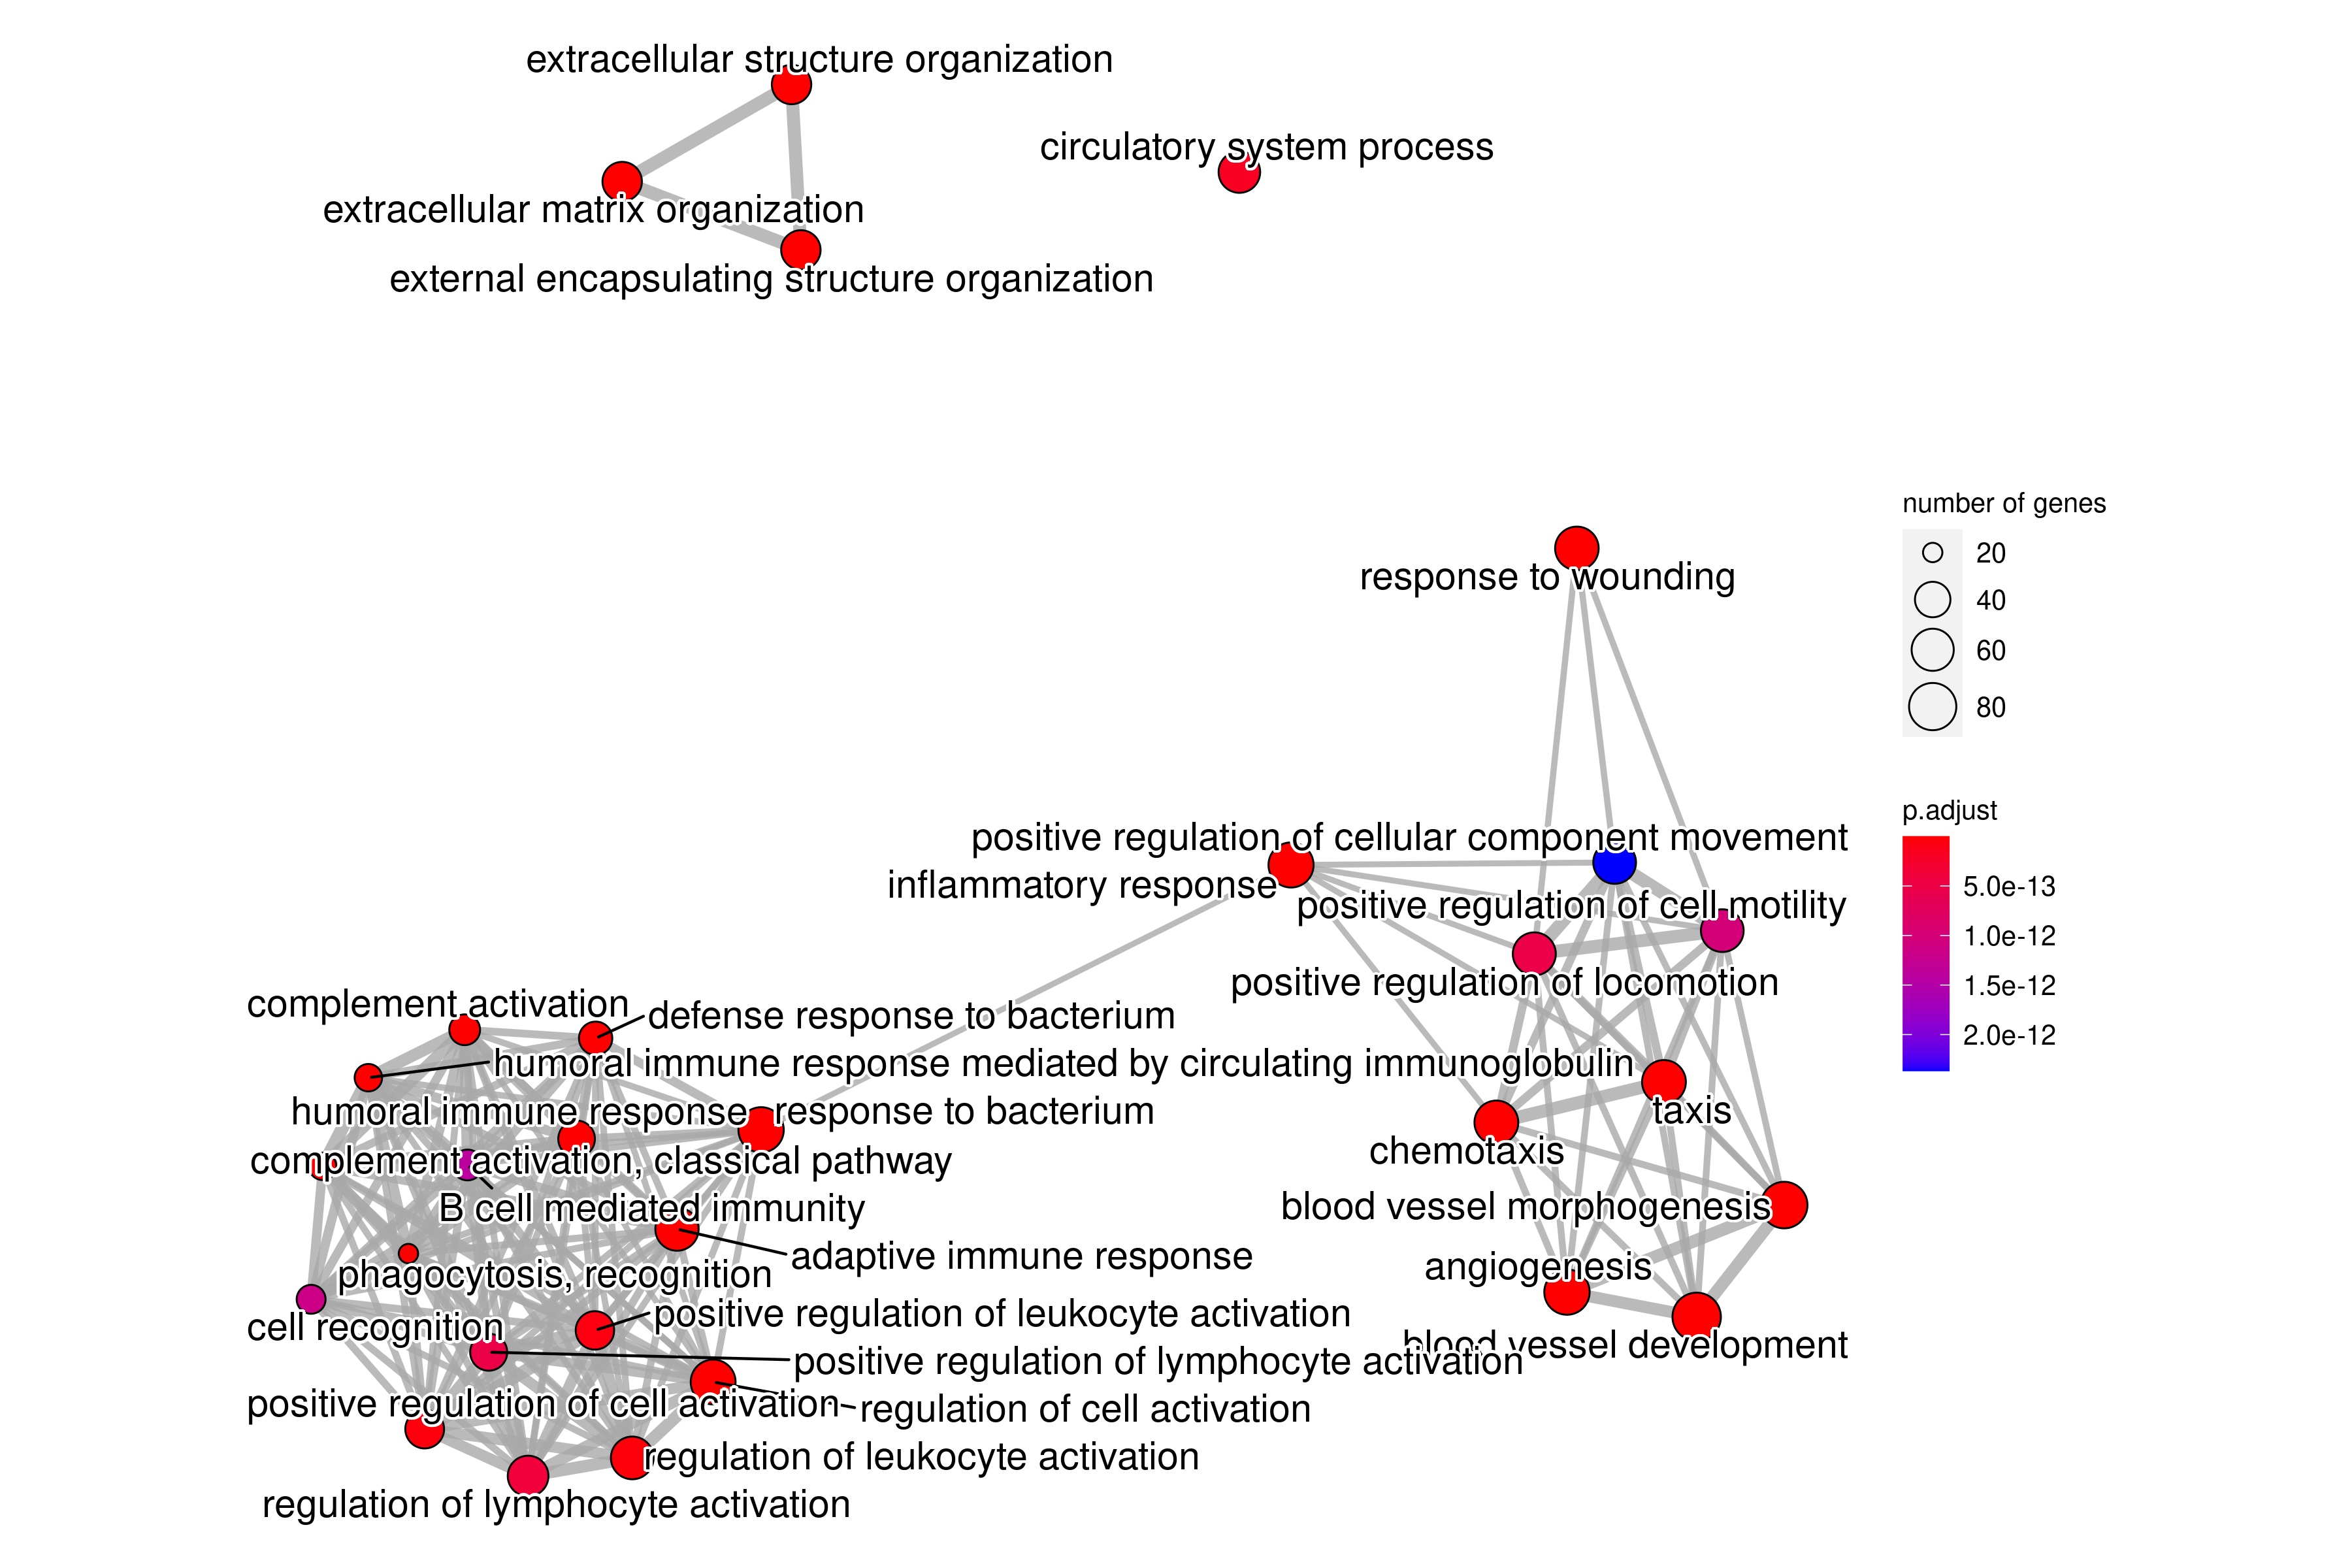 extracellular structure organization
circulatory system process
extracellular matrix organization
external encapsulating structure organization
number of genes
20
40
60
80
response to wounding
p.adjust
5.0e-13
1.0e-12
1.5e-12
2.0e-12
positive regulation of cellular component movement
inflammatory response
positive regulation of cell motility
positive regulation of locomotion
complement activation
defense response to bacterium
humoral immune response mediated by circulating immunoglobulin
humoral immune response
response to bacterium
taxis
chemotaxis
complement activation, classical pathway
B cell mediated immunity
blood vessel morphogenesis
adaptive immune response
angiogenesis
phagocytosis, recognition
positive regulation of leukocyte activation
cell recognition
blood vessel development
positive regulation of lymphocyte activation
positive regulation of cell activation
regulation of cell activation
regulation of leukocyte activation
regulation of lymphocyte activation